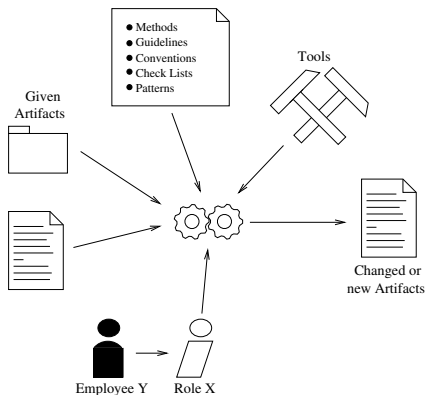 ● Methods
● Guidelines
● Conventions
● Check Lists
● Patterns
Tools
Given
Artifacts
Changed or
new Artifacts
Employee Y
Role X